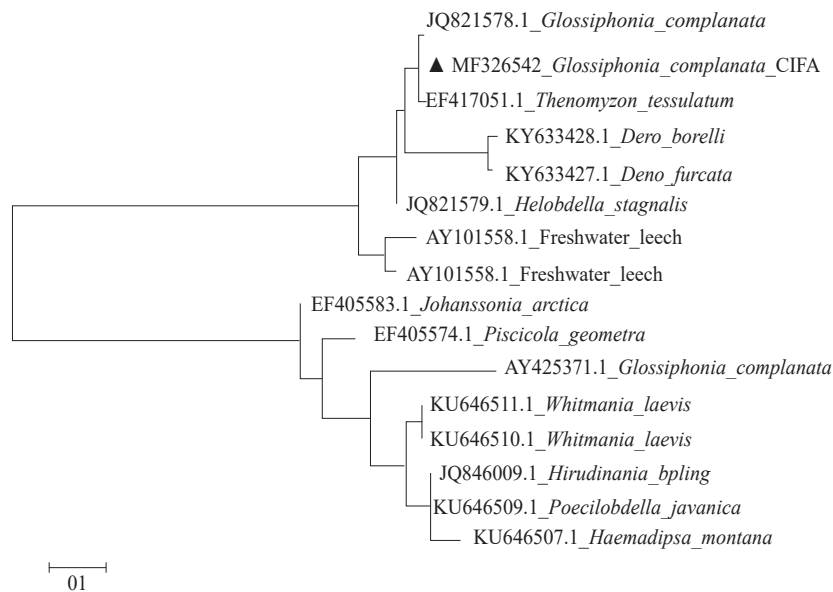 JQ821578.1_Glossiphonia_complanata
▲ MF326542_Glossiphonia_complanata_CIFA
EF417051.1_Thenomyzon_tessulatum
KY633428.1_Dero_borelli
KY633427.1_Deno_furcata
JQ821579.1_Helobdella_stagnalis
AY101558.1_Freshwater_leech
AY101558.1_Freshwater_leech
EF405583.1_Johanssonia_arctica
EF405574.1_Piscicola_geometra
AY425371.1_Glossiphonia_complanata
KU646511.1_Whitmania_laevis
KU646510.1_Whitmania_laevis
JQ846009.1_Hirudinania_bpling
KU646509.1_Poecilobdella_javanica
KU646507.1_Haemadipsa_montana
01